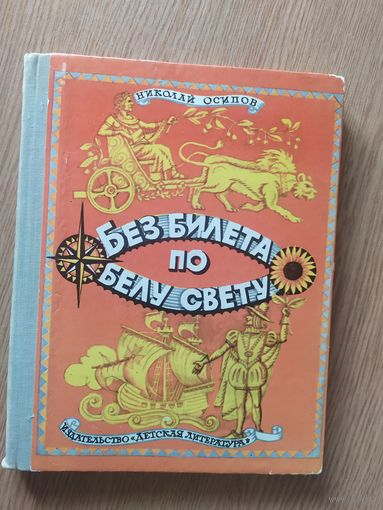 НИКОЛАЙ ОСИПОВ
БЕЗ БИЛЕТА
ПО
БЕЛУ СВЕТУ
ИЗДАТЕЛЬСТВО «ДЕТСКАЯ ЛИТЕРАТУРА»